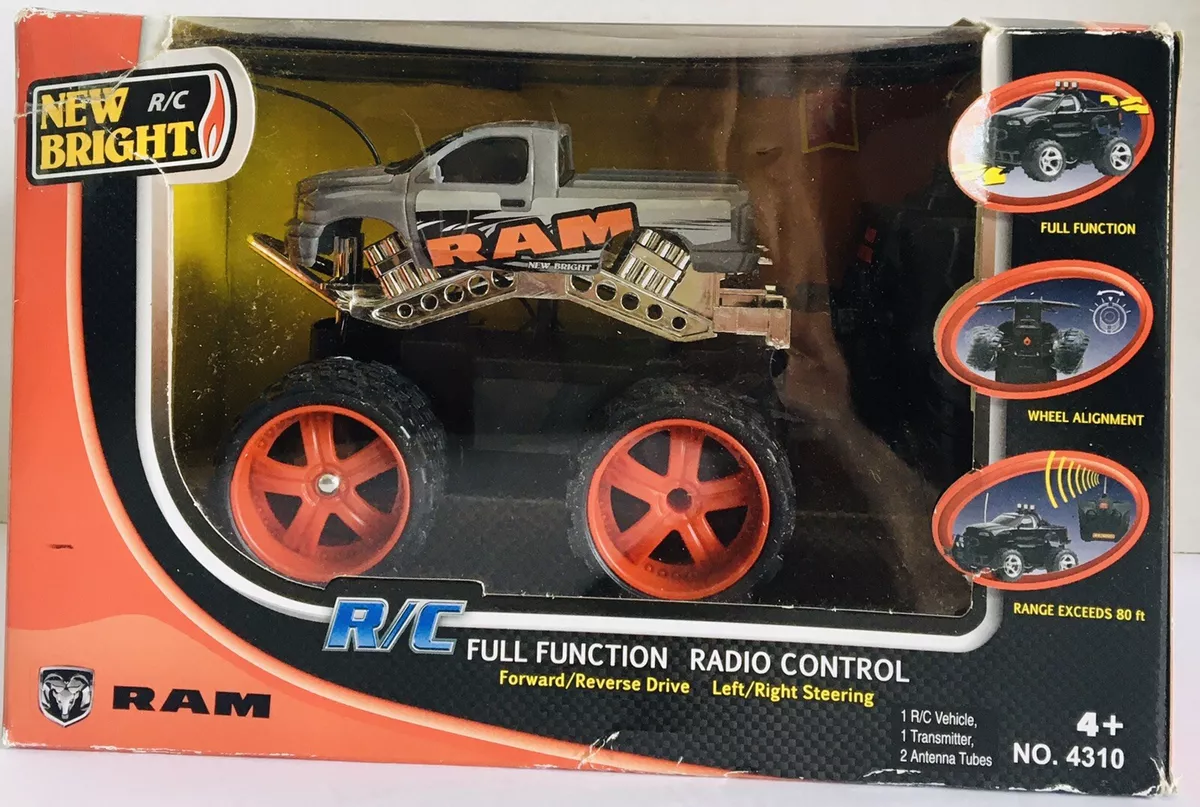 NEW R/C
BRIGHT®
RAM
NEW BRIGHT
FULL FUNCTION
WHEEL ALIGNMENT
RANGE EXCEEDS 80 ft
R/C FULL FUNCTION RADIO CONTROL
Forward/Reverse Drive Left/Right Steering
RAM
1 R/C Vehicle,
1 Transmitter,
2 Antenna Tubes
4+
NO. 4310